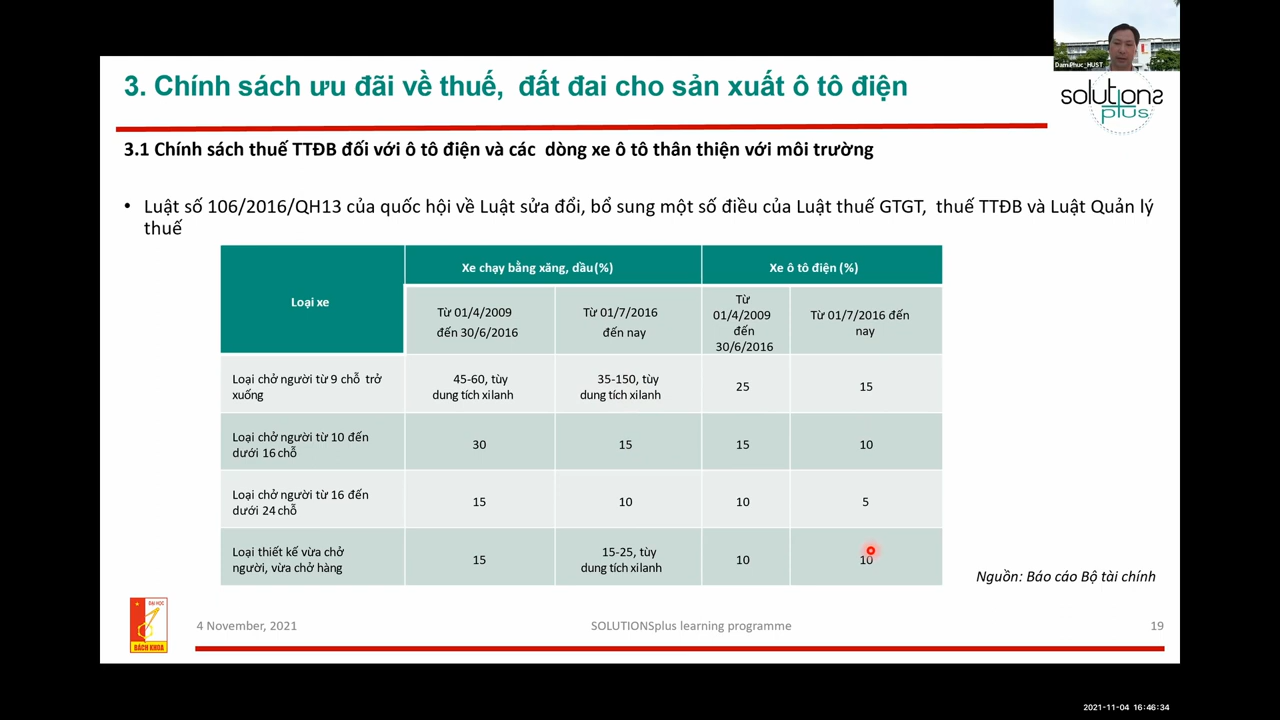 DamPhuc_HUST
3. Chính sách ưu đãi về thuế, đất đai cho sản xuất ô tô điện
solutions
plus
3.1 Chính sách thuế TTĐB đối với ô tô điện và các dòng xe ô tô thân thiện với môi trường
• Luật số 106/2016/QH13 của quốc hội về Luật sửa đổi, bổ sung một số điều của Luật thuế GTGT, thuế TTĐB và Luật Quản lý
thuế
Loại xe
Xe chạy bằng xăng, dầu(%)
Xe ô tô điện (%)
Từ 01/4/2009
đến 30/6/2016
Từ 01/7/2016
đến nay
Từ
01/4/2009
đến
30/6/2016
Từ 01/7/2016 đến
nay
Loại chở người từ 9 chỗ trở
xuống
45-60, tùy
dung tích xilanh
35-150, tùy
dung tích xilanh
25
15
Loại chở người từ 10 đến
dưới 16 chỗ
30
15
15
10
Loại chở người từ 16 đến
dưới 24 chỗ
15
10
10
5
Loại thiết kế vừa chở
người, vừa chở hàng
15
15-25, tùy
dung tích xilanh
10
10
Nguồn: Báo cáo Bộ tài chính
ĐẠI HỌC
BÁCH KHOA
4 November, 2021
SOLUTIONSplus learning programme
19
2021-11-04 16:46:34